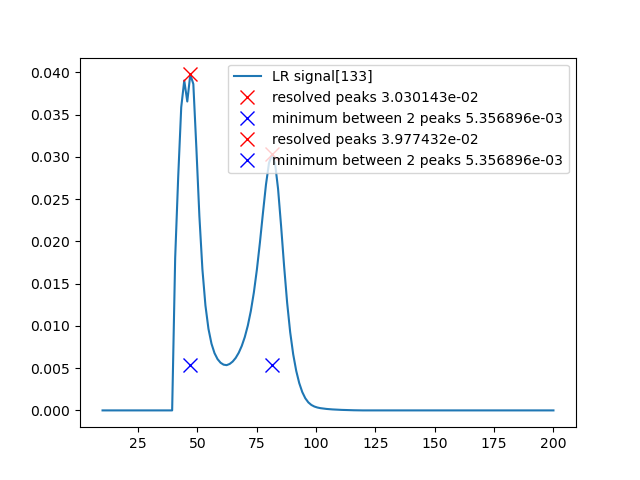 0.040
0.035
0.030
0.025
0.020
0.015
0.010
0.005
0.000
LR signal[133]
resolved peaks 3.030143e-02
minimum between 2 peaks 5.356896e-03
resolved peaks 3.977432e-02
minimum between 2 peaks 5.356896e-03
25 50 75 100 125 150 175 200